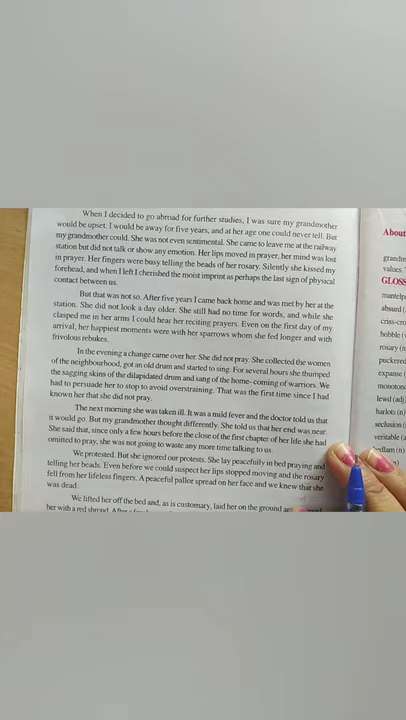 When I decided to go abroad for further studies, I was sure my grandmother
would be upset. I would be away for five years, and at her age one could never tell. But
my grandmother could. She was not even sentimental. She came to leave me at the railway
station but did not talk or show any emotion. Her lips moved in prayer, her mind was lost
in prayer. Her fingers were busy telling the beads of her rosary. Silently she kissed my
forehead, and when I left I cherished the moist imprint as perhaps the last sign of physical
contact between us.
But that was not so. After five years I came back home and was met by her at the
station. She did not look a day older. She still had no time for words, and while she
clasped me in her arms I could hear her reciting prayers. Even on the first day of my
arrival, her happiest moments were with her sparrows whom she fed longer and with
frivolous rebukes.
In the evening a change came over her. She did not pray. She collected the women
of the neighbourhood, got an old drum and started to sing. For several hours she thumped
the sagging skins of the dilapidated drum and sang of the home- coming of warriors. We
had to persuade her to stop to avoid overstraining. That was the first time since I had
known her that she did not pray.
The next morning she was taken ill. It was a mild fever and the doctor told us that
it would go. But my grandmother thought differently. She told us that her end was near.
She said that, since only a few hours before the close of the first chapter of her life she had
omitted to pray, she was not going to waste any more time talking to us.
We protested. But she ignored our protests. She lay peacefully in bed praying and
telling her beads. Even before we could suspect her lips stopped moving and the rosary
fell from her lifeless fingers. A peaceful pallor spread on her face and we knew that she
was dead.
We lifted her off the bed and, as is customary, laid her on the ground
her with a red shroud. After a
About
grandm
values.
GLOSS
mantelp
absurd (
criss-cro
hobble (
rosary (n
puckered
expanse (
monotono
lewd (adj
harlots (n)
seclusion (
veritable (a
edlam (n)